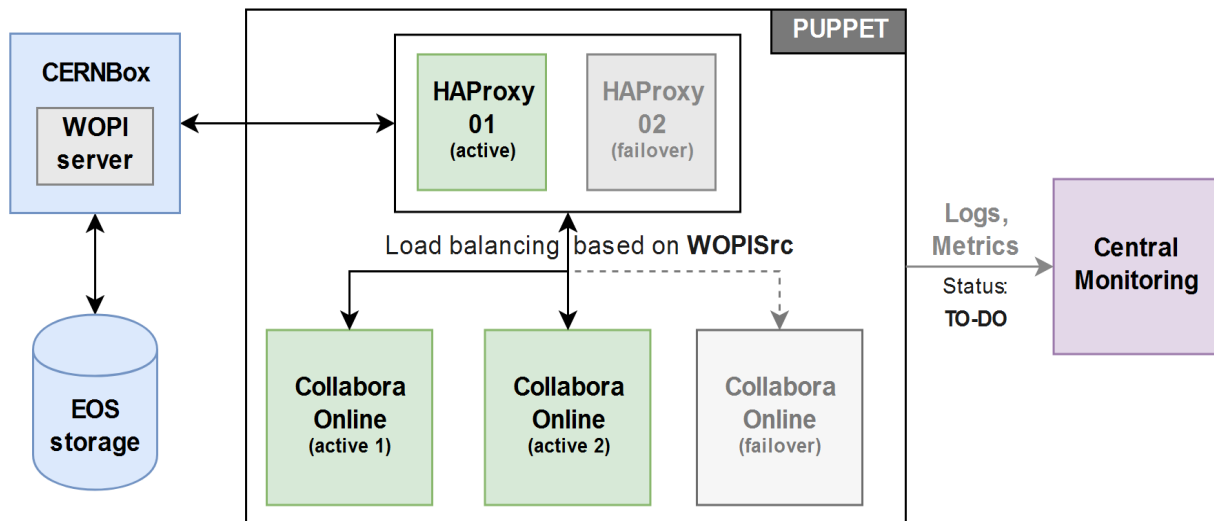 PUPPET
CERNBox
WOPI
server
HAProxy
01
(active)
HAProxy
02
(failover)
Load balancing based on WOPISrc
Logs,
Metrics
Status:
TO-DO
Central
Monitoring
EOS
storage
Collabora
Online
(active 1)
Collabora
Online
(active 2)
Collabora
Online
(failover)